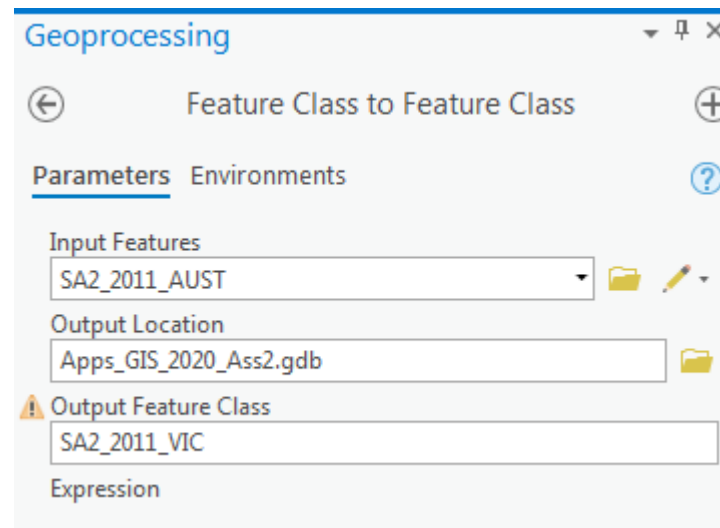 Geoprocessing
Feature Class to Feature Class
Parameters Environments
Input Features
SA2_2011_AUST
Output Location
Apps_GIS_2020_Ass2.gdb
Output Feature Class
SA2_2011_VIC
Expression